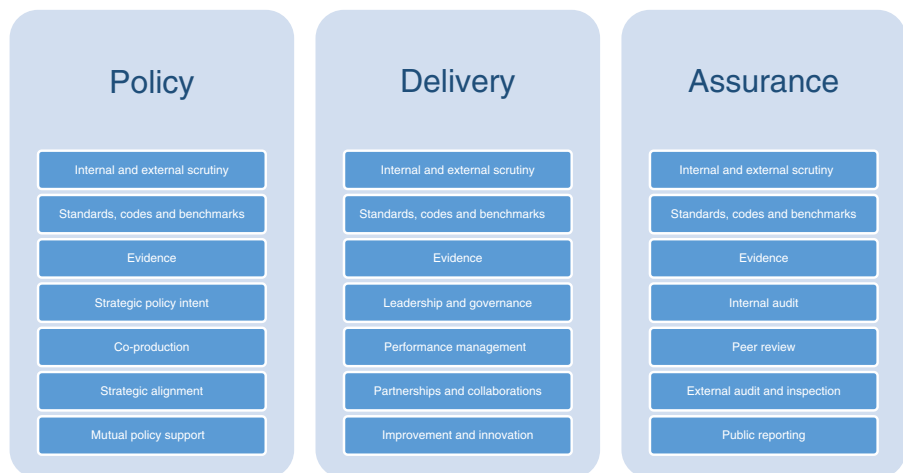 Policy
Internal and external scrutiny
Standards, codes and benchmarks
Evidence
Strategic policy intent
Co-production
Strategic alignment
Mutual policy support
Delivery
Internal and external scrutiny
Standards, codes and benchmarks
Evidence
Leadership and governance
Performance management
Partnerships and collaborations
Improvement and innovation
Assurance
Internal and external scrutiny
Standards, codes and benchmarks
Evidence
Internal audit
Peer review
External audit and inspection
Public reporting